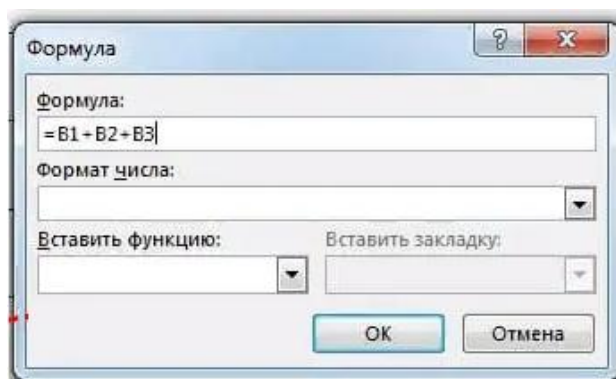 Формула
Формула:
=B1+B2+B3
Формат числа:
Вставить функцию:
Вставить закладку:
ОК
Отмена